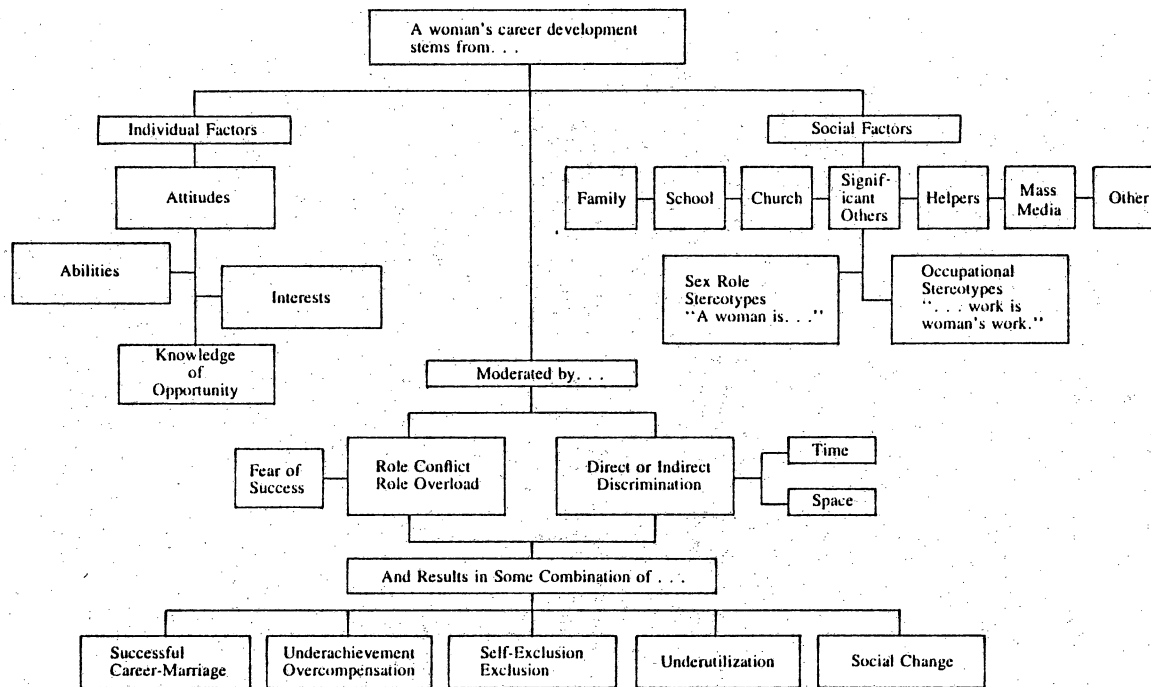 A woman's career development
stems from. . .
Individual Factors
Social Factors
Attitudes
Abilities
Interests
Knowledge
of
Opportunity
Family
School
Church
Signif-
icant
Others
Helpers
Mass
Media
Other
Sex Role
Stereotypes
"A woman is. . ."
Occupational
Stereotypes
". . . work is
woman's work."
Moderated by. . .
Fear of
Success
Role Conflict
Role Overload
Direct or Indirect
Discrimination
Time
Space
And Results in Some Combination of . . .
Successful
Career-Marriage
Underachievement
Overcompensation
Self-Exclusion
Exclusion
Underutilization
Social Change